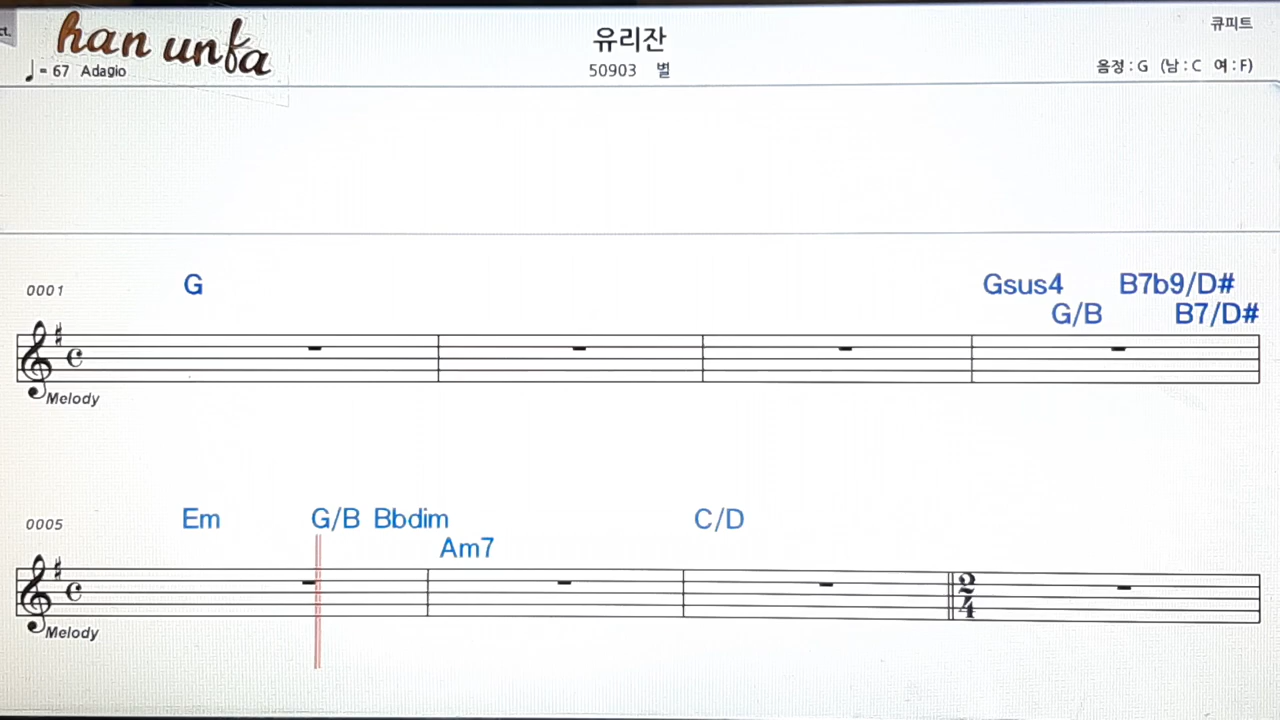 ct.
han unfa
유리잔
큐피트
♩= 67 Adagio
50903 별
음정 : G (남 : C 여 : F)
G Gsus4 B7b9/D#
0001
G/B B7/D#
C
Melody
Em G/B Bbdim C/D
0005
Am7
C 2/4
Melody